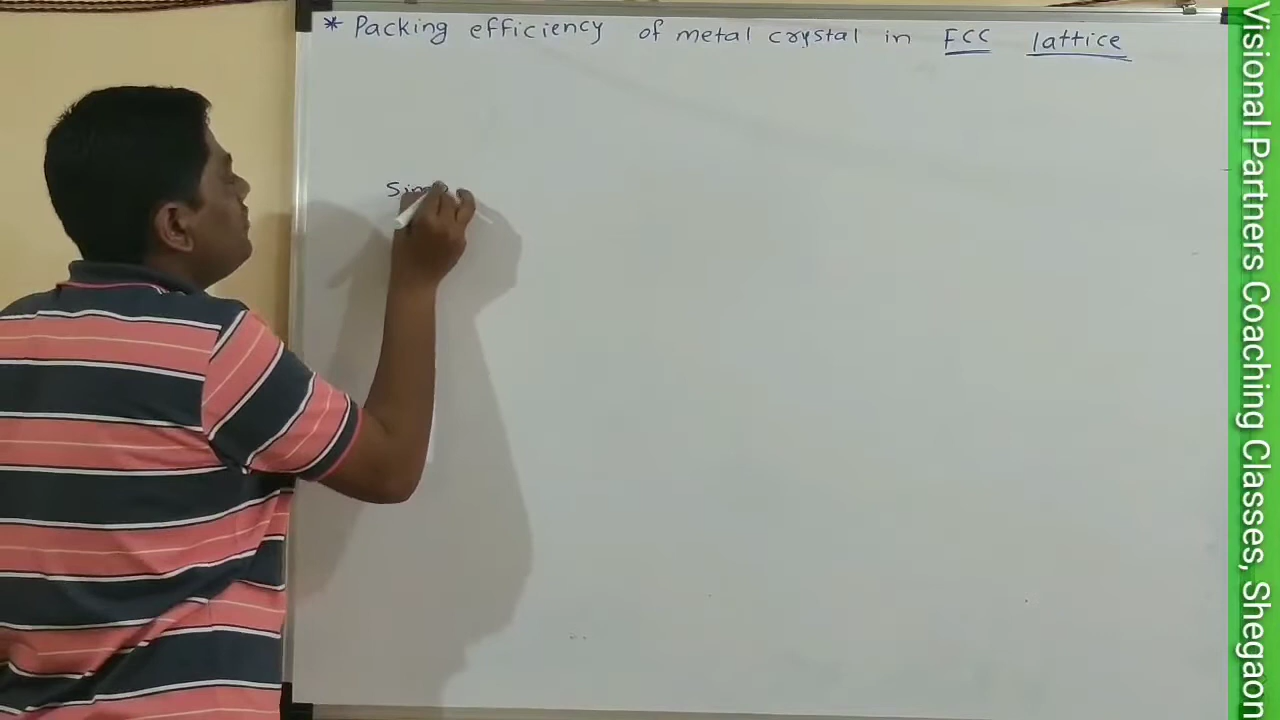 * Packing efficiency of metal crystal in FCC lattice
Visional Partners Coaching Classes, Shegaon